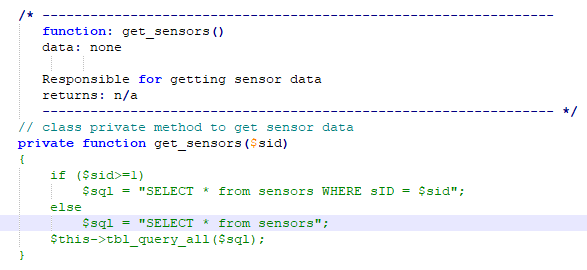 /* ----------------------------------------------------------------
function: get_sensors()
data: none
Responsible for getting sensor data
returns: n/a
---------------------------------------------------------------- */
// class private method to get sensor data
private function get_sensors($sid)
{
if ($sid>=1)
$sql = "SELECT * from sensors WHERE sID = $sid";
else
$sql = "SELECT * from sensors";
$this->tbl_query_all($sql);
}